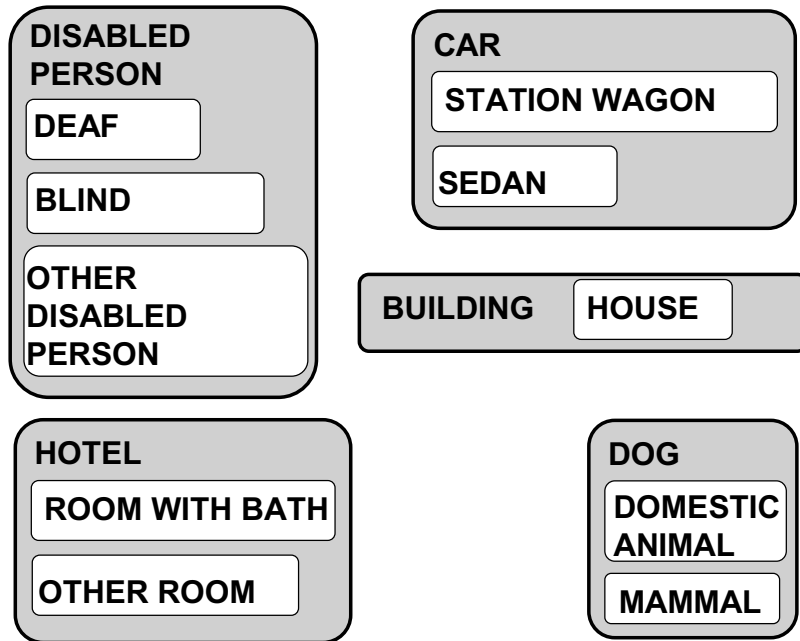 DISABLED
PERSON
DEAF
BLIND
OTHER
DISABLED
PERSON
CAR
STATION WAGON
SEDAN
BUILDING HOUSE
HOTEL
ROOM WITH BATH
OTHER ROOM
DOG
DOMESTIC
ANIMAL
MAMMAL